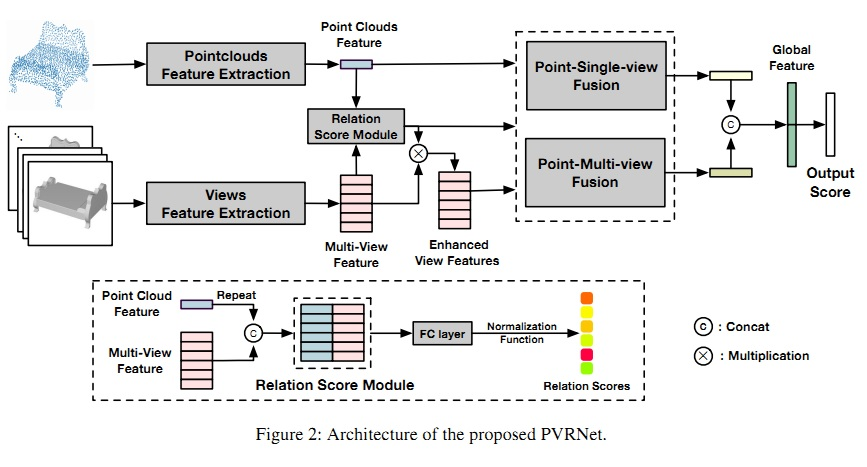 Pointclouds
Feature Extraction
Point Clouds
Feature
Relation
Score Module
Views
Feature Extraction
Multi-View
Feature
Enhanced
View Features
Point-Single-view
Fusion
Point-Multi-view
Fusion
C
Global
Feature
Output
Score
Point Cloud
Feature
Repeat
Multi-View
Feature
C
Relation Score Module
FC layer
Normalization
Function
Relation Scores
C : Concat
: Multiplication
Figure 2: Architecture of the proposed PVRNet.